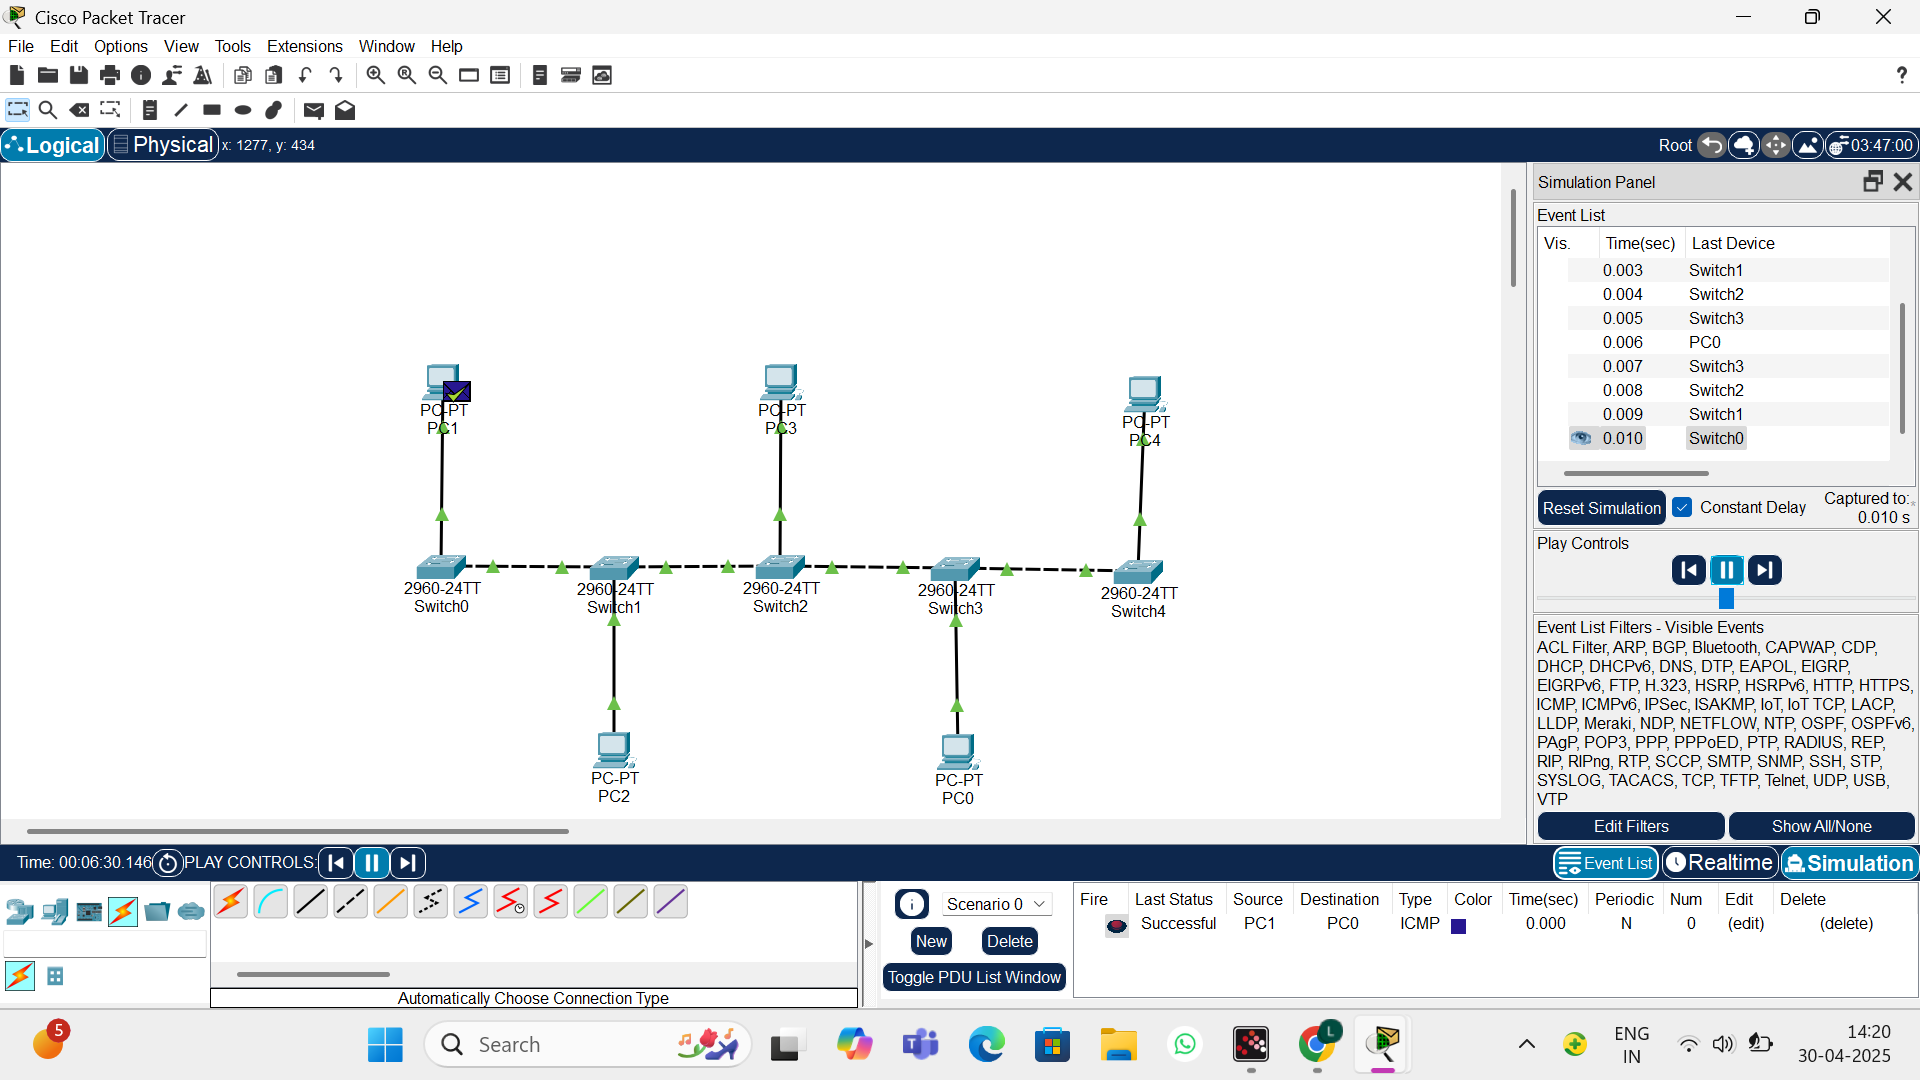 Cisco Packet Tracer
File Edit Options View Tools Extensions Window Help
?
Logical Physical x: 1277, y: 434 Root 03:47:00
Simulation Panel
Event List
Vis. Time(sec) Last Device
0.003 Switch1
0.004 Switch2
0.005 Switch3
0.006 PC0
0.007 Switch3
0.008 Switch2
0.009 Switch1
0.010 Switch0
Reset Simulation Constant Delay Captured to:
0.010 s
Play Controls
Event List Filters - Visible Events
ACL Filter, ARP, BGP, Bluetooth, CAPWAP, CDP,
DHCP, DHCPv6, DNS, DTP, EAPOL, EIGRP,
EIGRPv6, FTP, H.323, HSRP, HSRPv6, HTTP, HTTPS,
ICMP, ICMPv6, IPSec, ISAKMP, IoT, IoT TCP, LACP,
LLDP, Meraki, NDP, NETFLOW, NTP, OSPF, OSPFv6,
PAgP, POP3, PPP, PPPoED, PTP, RADIUS, REP,
RIP, RIPng, RTP, SCCP, SMTP, SNMP, SSH, STP,
SYSLOG, TACACS, TCP, TFTP, Telnet, UDP, USB,
VTP
Edit Filters Show All/None
PC-PT
PC1
PC-PT
PC3
PC-PT
PC4
2960-24TT
Switch0
2960-24TT
Switch1
2960-24TT
Switch2
2960-24TT
Switch3
2960-24TT
Switch4
PC-PT
PC2
PC-PT
PC0
Time: 00:06:30.146 PLAY CONTROLS: Event List Realtime Simulation
Scenario 0
New Delete
Toggle PDU List Window
Fire Last Status Source Destination Type Color Time(sec) Periodic Num Edit Delete
Successful PC1 PC0 ICMP 0.000 N 0 (edit) (delete)
Automatically Choose Connection Type
5
Search
L
ENG
IN
14:20
30-04-2025